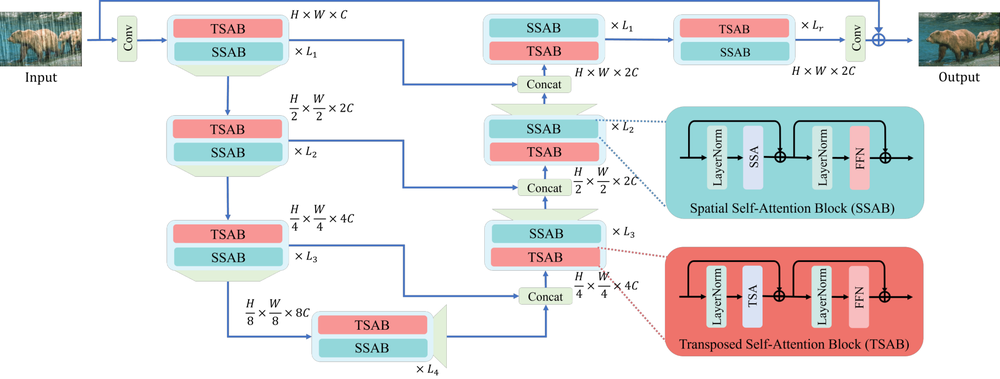 Input
Conv
H × W × C
TSAB
SSAB
× L₁
H/2 × W/2 × 2C
TSAB
SSAB
× L₂
H/4 × W/4 × 4C
TSAB
SSAB
× L₃
H/8 × W/8 × 8C
TSAB
SSAB
× L₄
Concat
H/4 × W/4 × 4C
SSAB
TSAB
× L₃
Concat
H/2 × W/2 × 2C
SSAB
TSAB
× L₂
Concat
H × W × 2C
SSAB
TSAB
× L₁
TSAB
SSAB
× Lᵣ
H × W × 2C
Conv
Output
LayerNorm
SSA
LayerNorm
FFN
Spatial Self-Attention Block (SSAB)
LayerNorm
TSA
LayerNorm
FFN
Transposed Self-Attention Block (TSAB)